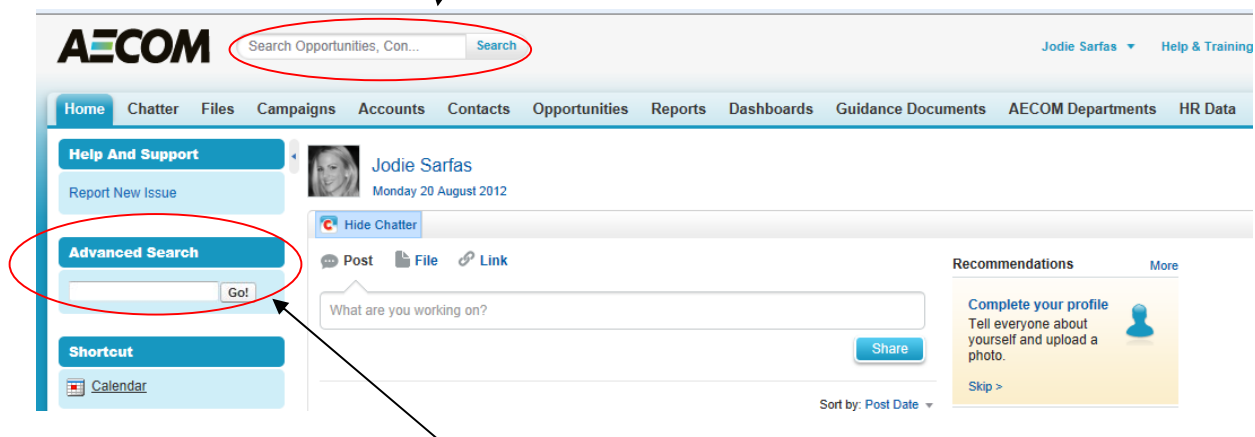 AECOM
Search Opportunities, Con... Search
Jodie Sarfas Help & Training
Home Chatter Files Campaigns Accounts Contacts Opportunities Reports Dashboards Guidance Documents AECOM Departments HR Data
Help And Support
Report New Issue
Jodie Sarfas
Monday 20 August 2012
Hide Chatter
Advanced Search
Go!
Post File Link
What are you working on?
Share
Recommendations More
Complete your profile
Tell everyone about
yourself and upload a
photo.
Skip >
Shortcut
Calendar
Sort by: Post Date